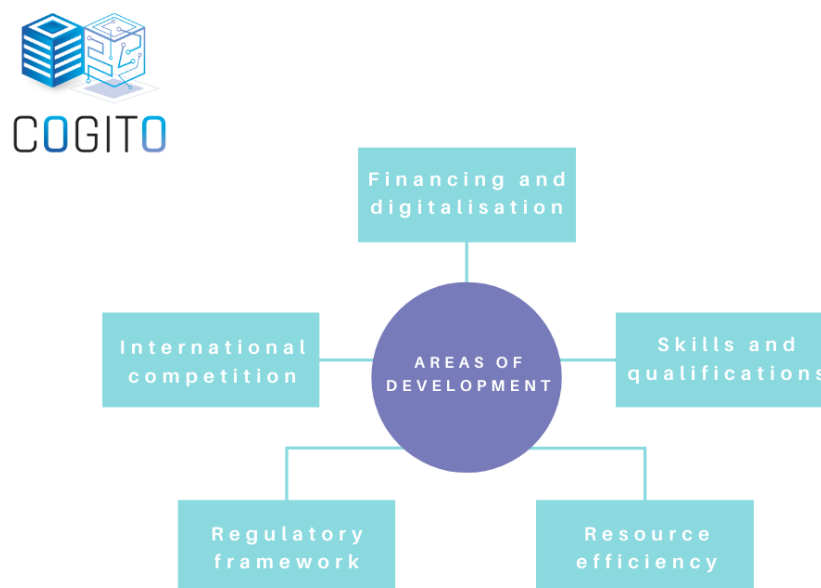 COGITO
Financing and
digitalisation
International
competition
AREAS OF
DEVELOPMENT
Skills and
qualifications
Regulatory
framework
Resource
efficiency